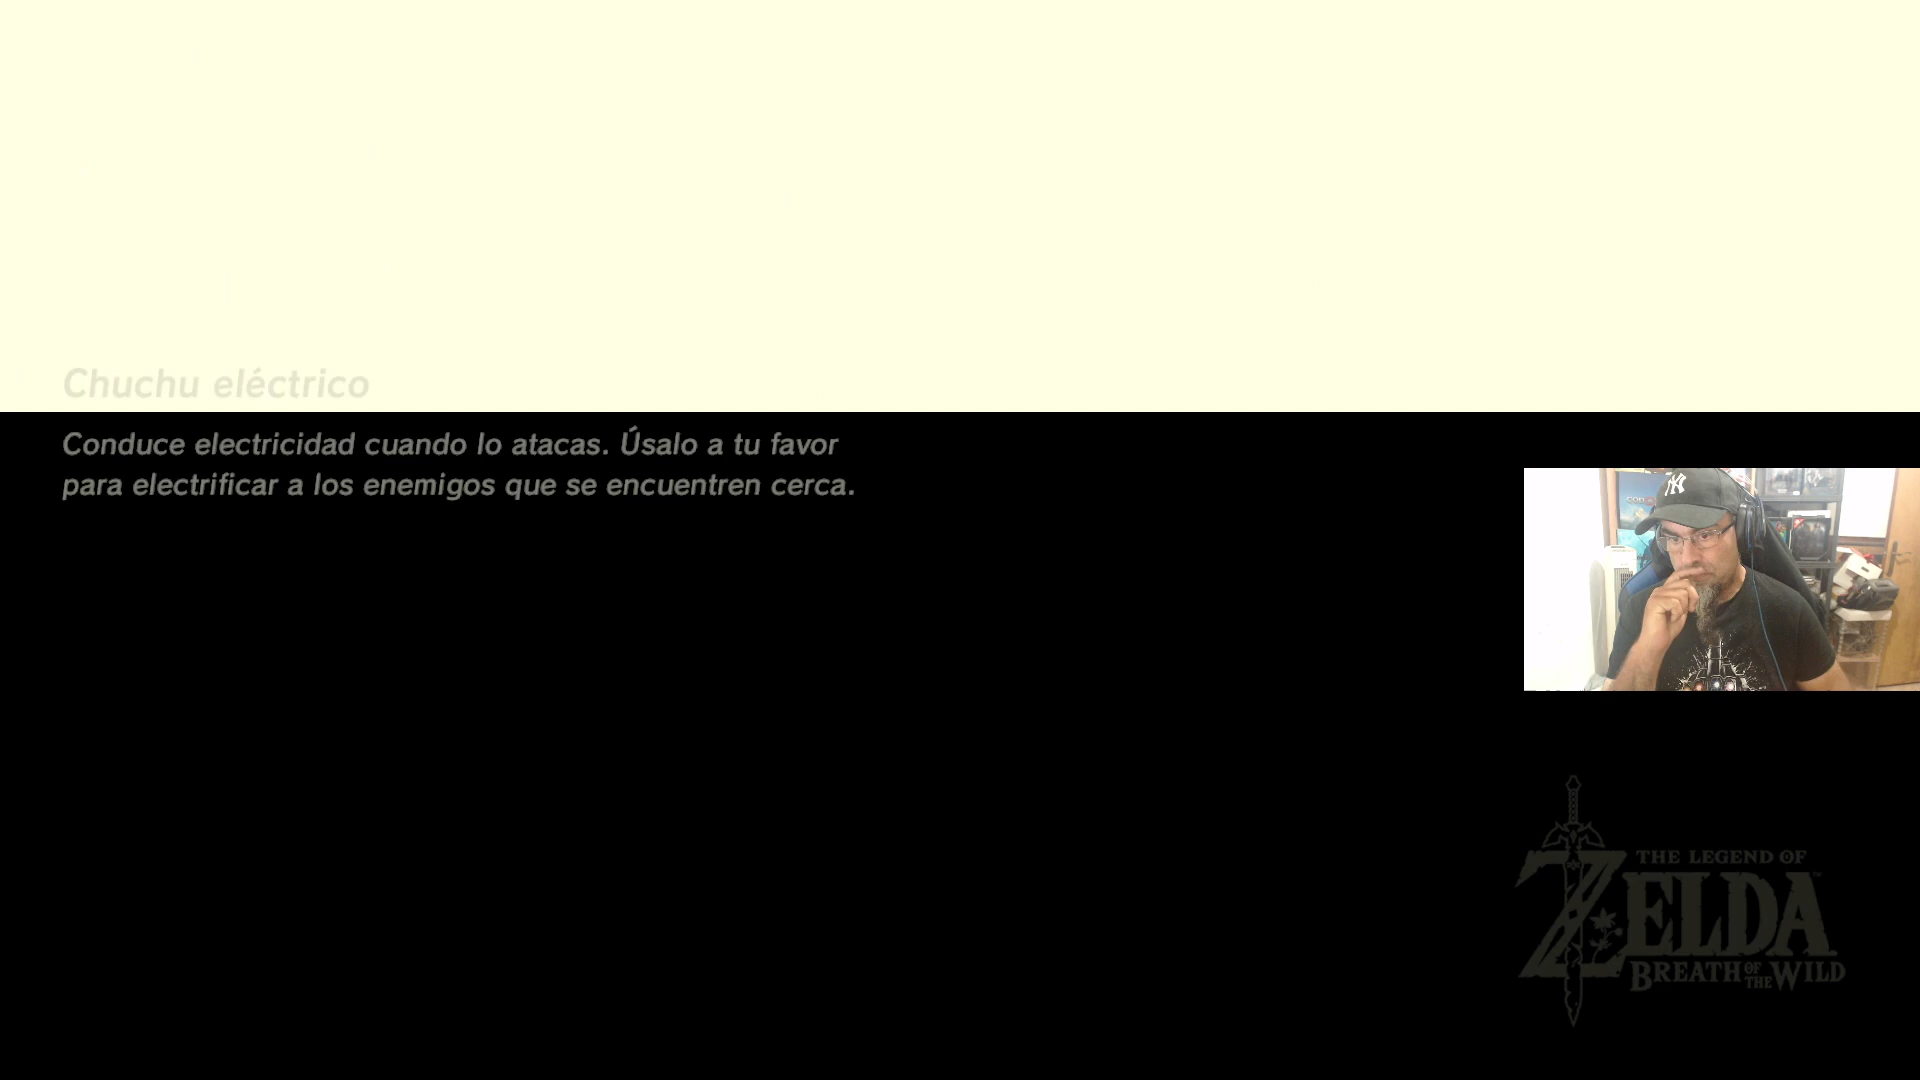 Chuchu eléctrico
Conduce electricidad cuando lo atacas. Úsalo a tu favor
para electrificar a los enemigos que se encuentren cerca.
NY
THE LEGEND OF
ZELDA
BREATH OF THE WILD